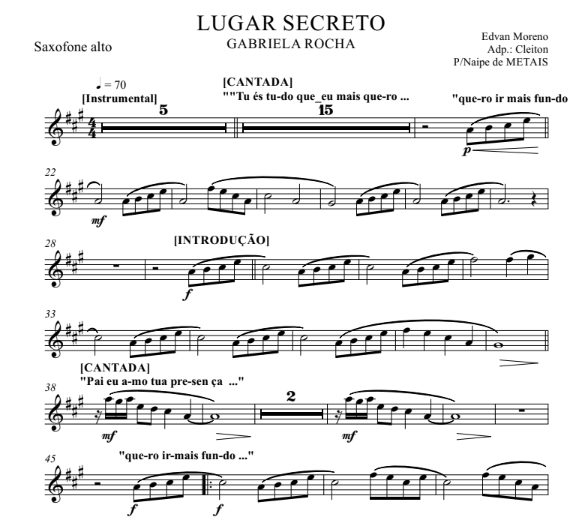 LUGAR SECRETO
GABRIELA ROCHA
Saxofone alto
Edvan Moreno
Adp.: Cleiton
P/Naipe de METAIS
♩ = 70
[Instrumental]
[CANTADA]
""Tu és tu-do que_eu mais que-ro ...
"que-ro ir mais fun-do
5
15
4
4
p
22
mf
28
[INTRODUÇÃO]
f
33
[CANTADA]
"Pai eu a-mo tua pre-sen ça ..."
38
2
mf
mf
45
"que-ro ir-mais fun-do ..."
f
f